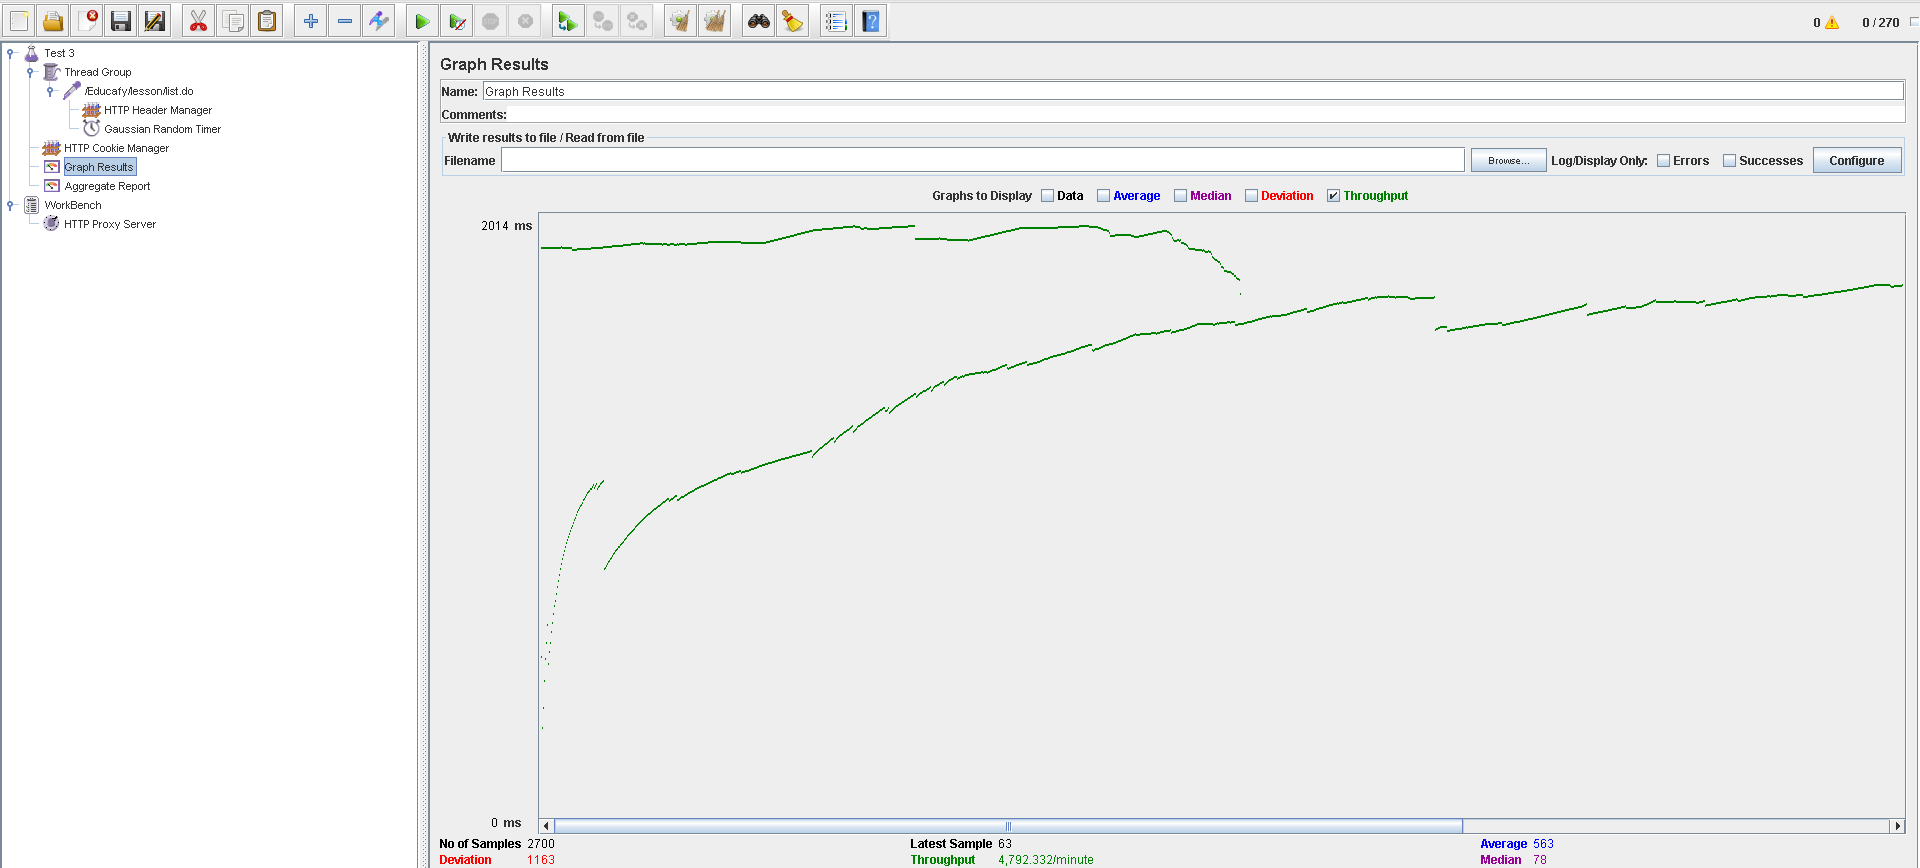 0 0 / 270
Test 3
Thread Group
/Educafy/lesson/list.do
HTTP Header Manager
Gaussian Random Timer
HTTP Cookie Manager
Graph Results
Aggregate Report
WorkBench
HTTP Proxy Server
Graph Results
Name: Graph Results
Comments:
Write results to file / Read from file
Filename Browse... Log/Display Only: Errors Successes Configure
Graphs to Display Data Average Median Deviation Throughput
2014 ms
0 ms
No of Samples 2700 Latest Sample 63 Average 563
Deviation 1163 Throughput 4,792.332/minute Median 78